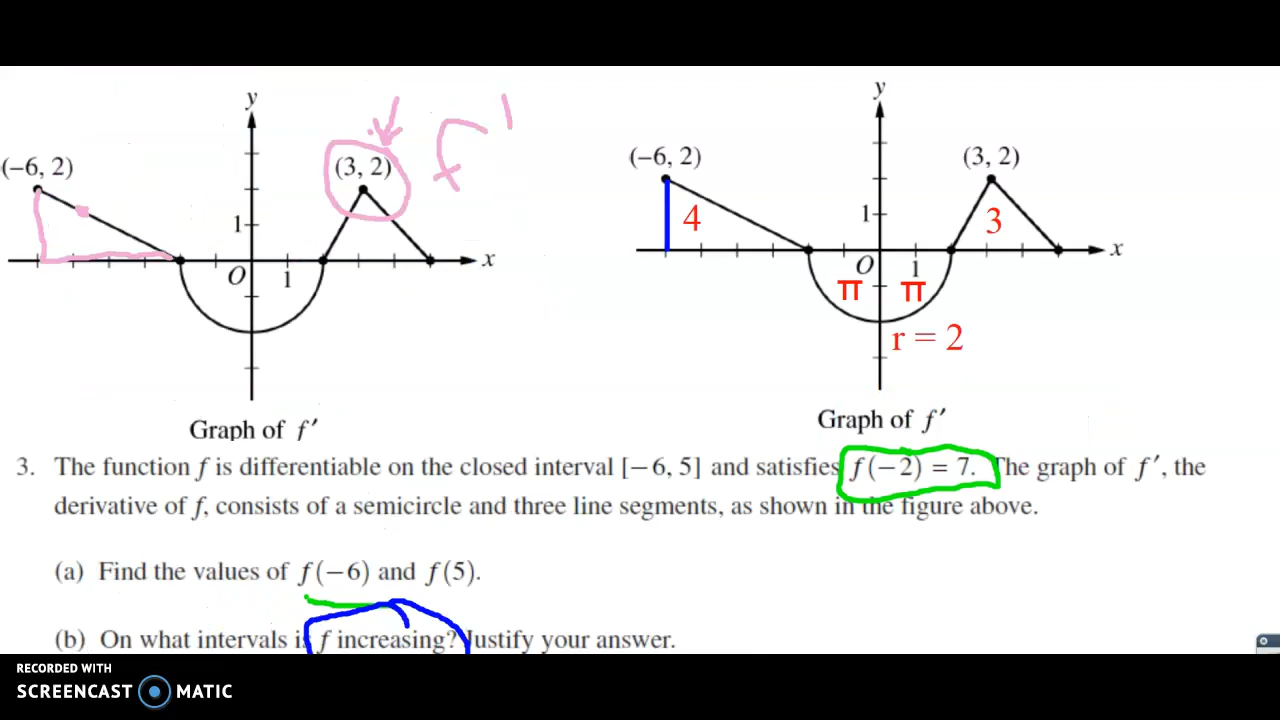 y
(−6, 2)
(3, 2)
f'
1
O
1
x
Graph of f′
y
(−6, 2)
(3, 2)
4
1
3
O
1
x
π
π
r = 2
Graph of f′
3. The function f is differentiable on the closed interval [−6, 5] and satisfies f(−2) = 7. The graph of f′, the
derivative of f, consists of a semicircle and three line segments, as shown in the figure above.
(a) Find the values of f(−6) and f(5).
(b) On what intervals is f increasing? Justify your answer.
RECORDED WITH
SCREENCAST MATIC